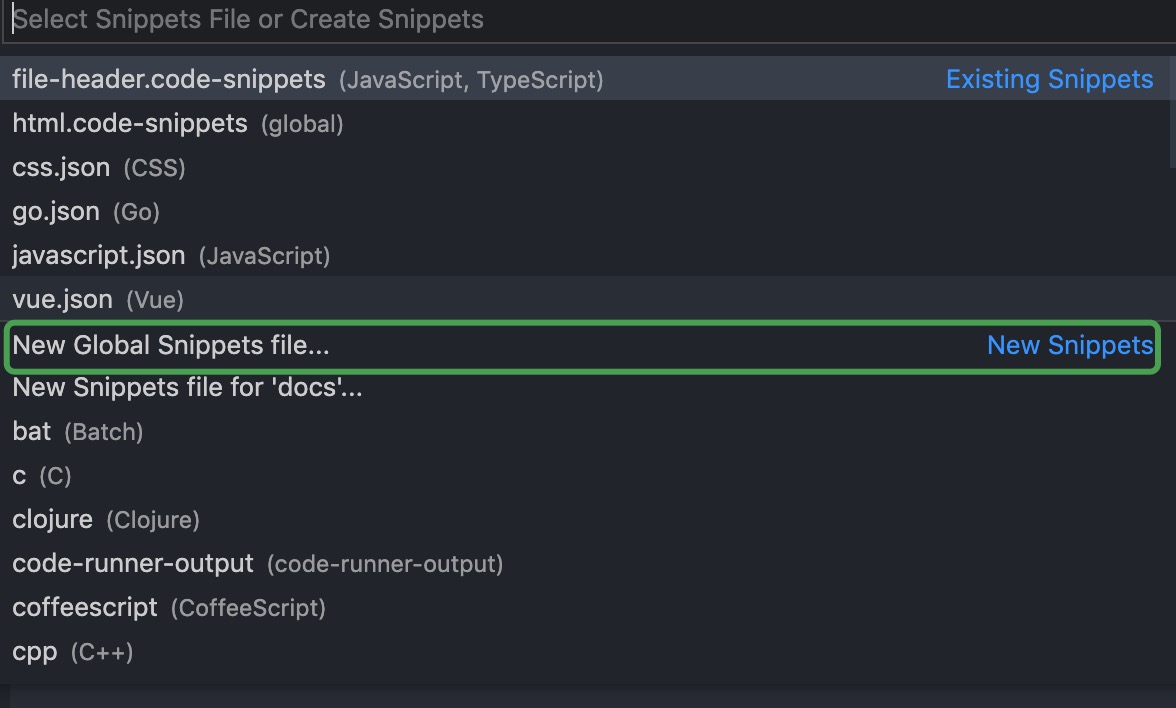 Select Snippets File or Create Snippets
file-header.code-snippets (JavaScript, TypeScript) Existing Snippets
html.code-snippets (global)
css.json (CSS)
go.json (Go)
javascript.json (JavaScript)
vue.json (Vue)
New Global Snippets file... New Snippets
New Snippets file for 'docs'...
bat (Batch)
c (C)
clojure (Clojure)
code-runner-output (code-runner-output)
coffeescript (CoffeeScript)
cpp (C++)